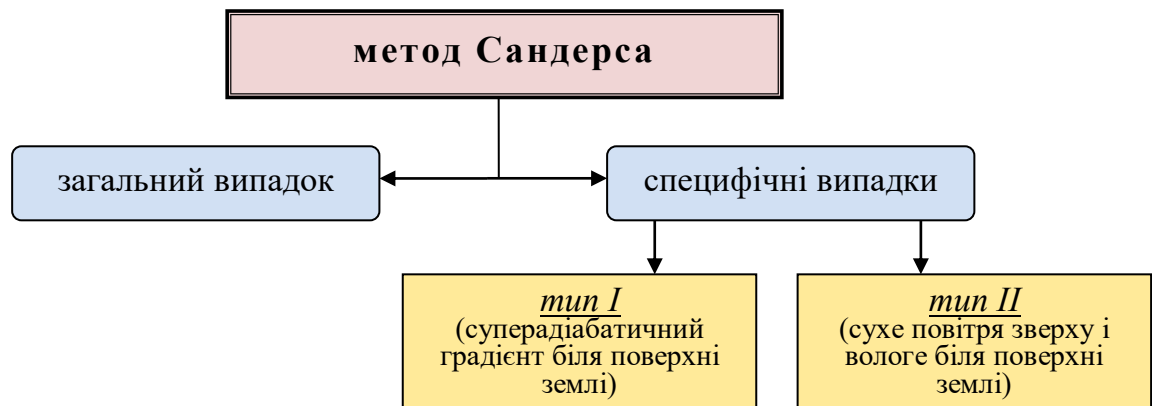 метод Сандерса
загальний випадок
специфічні випадки
тип I
(суперадіабатичний
градієнт біля поверхні
землі)
тип II
(сухе повітря зверху і
вологе біля поверхні
землі)